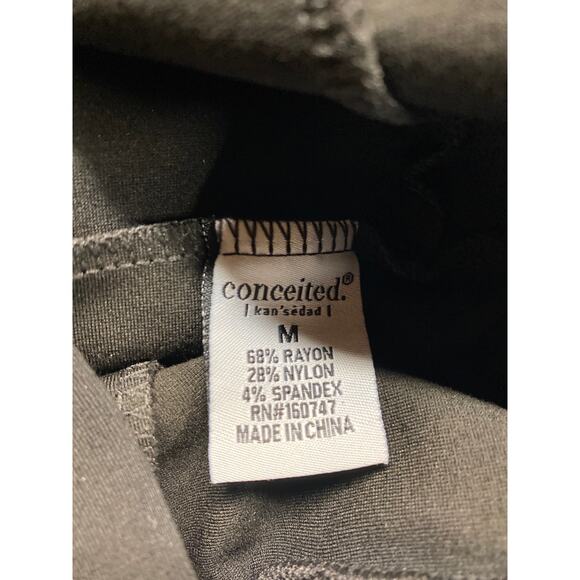 conceited.®
| kan'sēdad |
M
68% RAYON
28% NYLON
4% SPANDEX
RN#160747
MADE IN CHINA